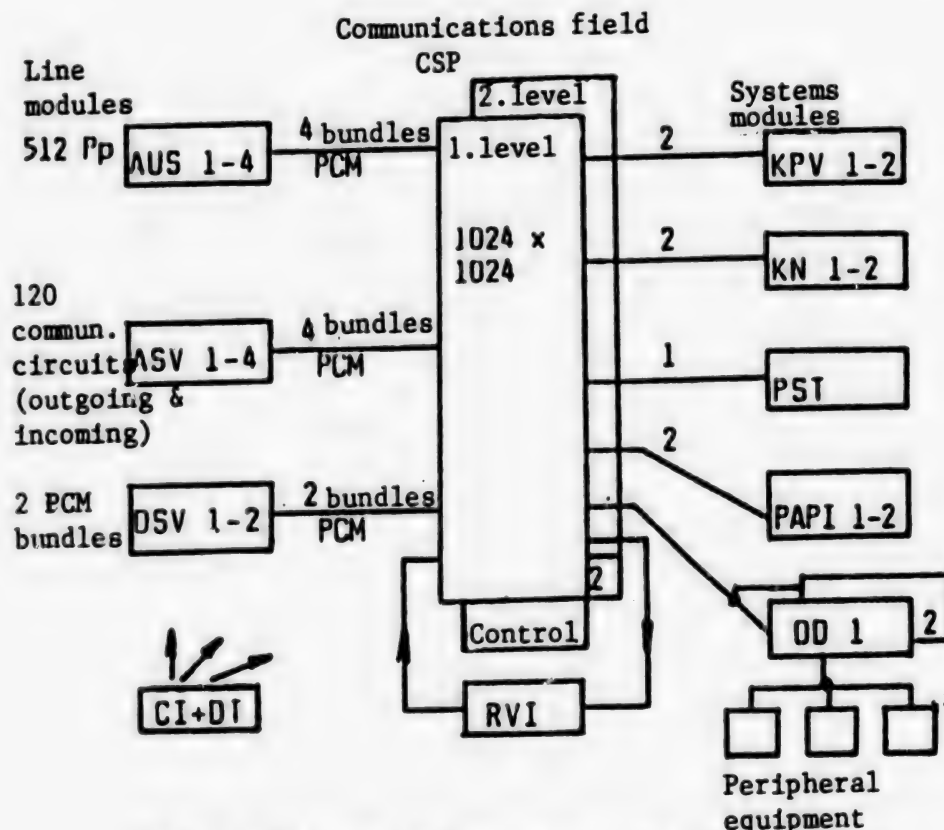 Communications field
CSP
Line
modules
512 Pp
AUS 1-4
4 bundles
PCM
2.level
1.level
1024 ×
1024
2
Systems
modules
KPV 1-2
2
KN 1-2
120
commun.
circuits
(outgoing &
incoming)
ASV 1-4
4 bundles
PCM
1
PST
2
PAPI 1-2
2 PCM
bundles
DSV 1-2
2 bundles
PCM
2
OD 1
2
Control
CI+DT
RVI
Peripheral
equipment